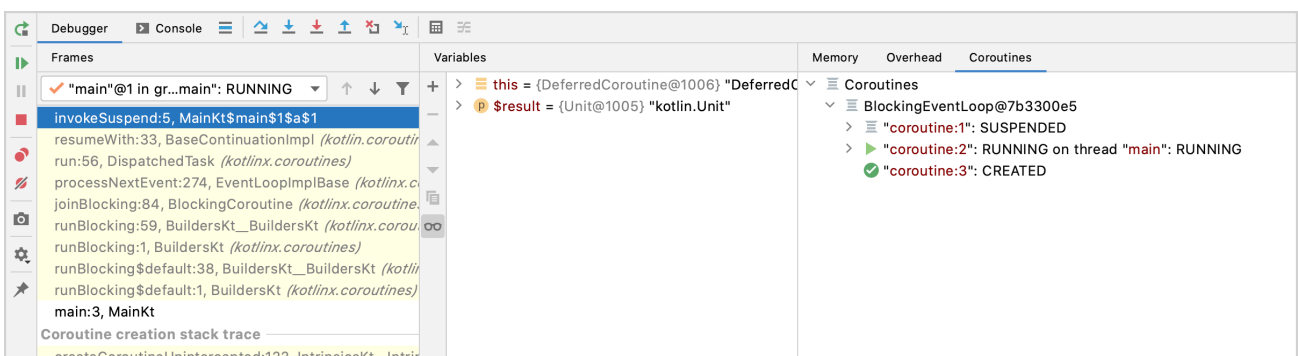 Debugger
Console
Frames
Variables
Memory
Overhead
Coroutines
"main"@1 in gr...main": RUNNING
invokeSuspend:5, MainKt$main$1$a$1
resumeWith:33, BaseContinuationImpl (kotlin.coroutin
run:56, DispatchedTask (kotlinx.coroutines)
processNextEvent:274, EventLoopImplBase (kotlinx.c
joinBlocking:84, BlockingCoroutine (kotlinx.coroutine
runBlocking:59, BuildersKt__BuildersKt (kotlinx.corou
runBlocking:1, BuildersKt (kotlinx.coroutines)
runBlocking$default:38, BuildersKt__BuildersKt (kotlin
runBlocking$default:1, BuildersKt (kotlinx.coroutines)
main:3, MainKt
Coroutine creation stack trace
this = {DeferredCoroutine@1006} "DeferredC
p $result = {Unit@1005} "kotlin.Unit"
Coroutines
BlockingEventLoop@7b3300e5
"coroutine:1": SUSPENDED
"coroutine:2": RUNNING on thread "main": RUNNING
"coroutine:3": CREATED